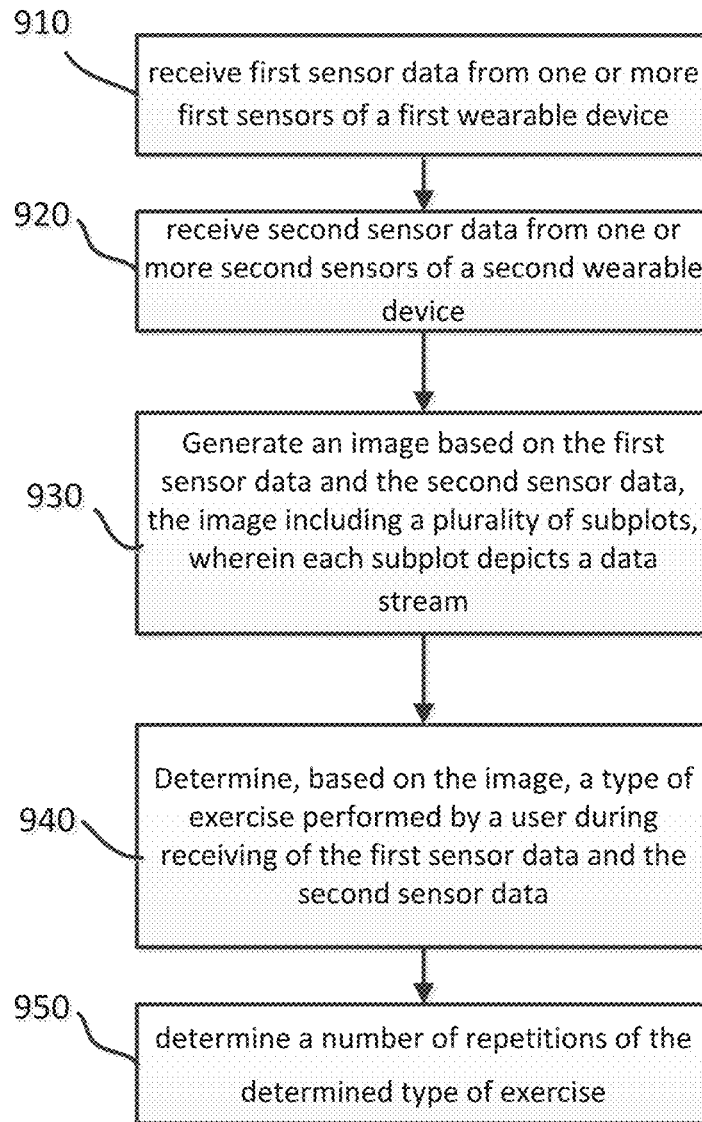 910
receive first sensor data from one or more
first sensors of a first wearable device
920
receive second sensor data from one or
more second sensors of a second wearable
device
930
Generate an image based on the first
sensor data and the second sensor data,
the image including a plurality of subplots,
wherein each subplot depicts a data
stream
940
Determine, based on the image, a type of
exercise performed by a user during
receiving of the first sensor data and the
second sensor data
950
determine a number of repetitions of the
determined type of exercise